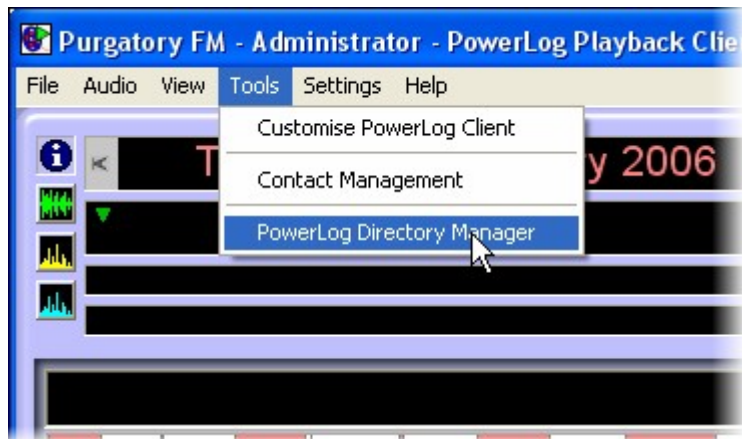 Purgatory FM - Administrator - PowerLog Playback
File Audio View Tools Settings Help
Customise PowerLog Client
y 2006
Contact Management
PowerLog Directory Manager